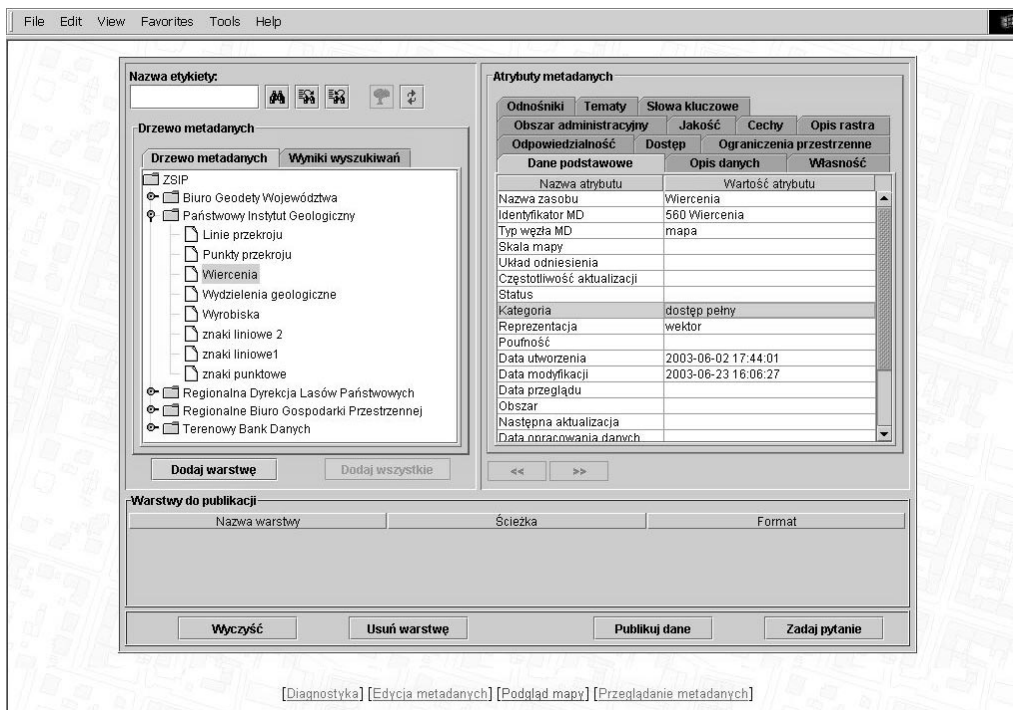 File Edit View Favorites Tools Help
Nazwa etykiety:
Drzewo metadanych
Drzewo metadanych Wyniki wyszukiwań
ZSIP
Biuro Geodety Województwa
Państwowy Instytut Geologiczny
Linie przekroju
Punkty przekroju
Wiercenia
Wydzielenia geologiczne
Wyrobiska
znaki liniowe 2
znaki liniowe1
znaki punktowe
Regionalna Dyrekcja Lasów Państwowych
Regionalne Biuro Gospodarki Przestrzennej
Terenowy Bank Danych
Dodaj warstwę Dodaj wszystkie
Atrybuty metadanych
Odnośniki Tematy Słowa kluczowe
Obszar administracyjny Jakość Cechy Opis rastra
Odpowiedzialność Dostęp Ograniczenia przestrzenne
Dane podstawowe Opis danych Własność
Nazwa atrybutu Wartość atrybutu
Nazwa zasobu Wiercenia
Identyfikator MD 560 Wiercenia
Typ węzła MD mapa
Skala mapy
Układ odniesienia
Częstotliwość aktualizacji
Status
Kategoria dostęp pełny
Reprezentacja wektor
Poufność
Data utworzenia 2003-06-02 17:44:01
Data modyfikacji 2003-06-23 16:06:27
Data przeglądu
Obszar
Następna aktualizacja
Data opracowania danych
<< >>
Warstwy do publikacji
Nazwa warstwy Ścieżka Format
Wyczyść Usuń warstwę Publikuj dane Zadaj pytanie
[Diagnostyka] [Edycja metadanych] [Podgląd mapy] [Przeglądanie metadanych]